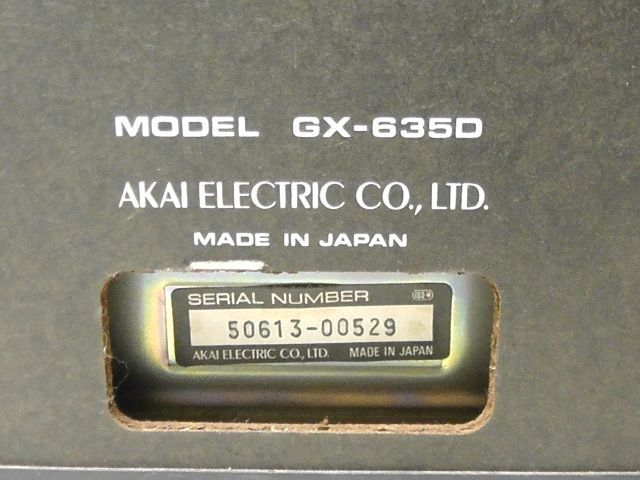 MODEL GX-635D
AKAI ELECTRIC CO., LTD.
MADE IN JAPAN
SERIAL NUMBER
50613-00529
AKAI ELECTRIC CO., LTD. MADE IN JAPAN